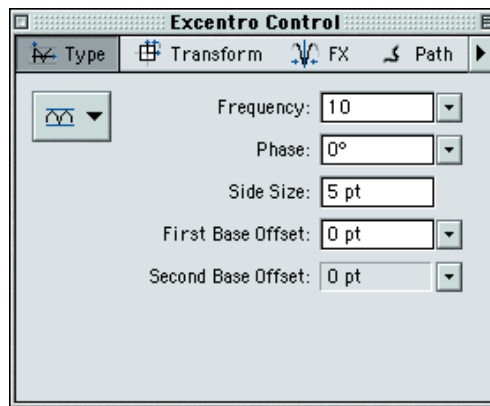 Excentro Control
Type Transform FX Path
Frequency: 10
Phase: 0°
Side Size: 5 pt
First Base Offset: 0 pt
Second Base Offset: 0 pt